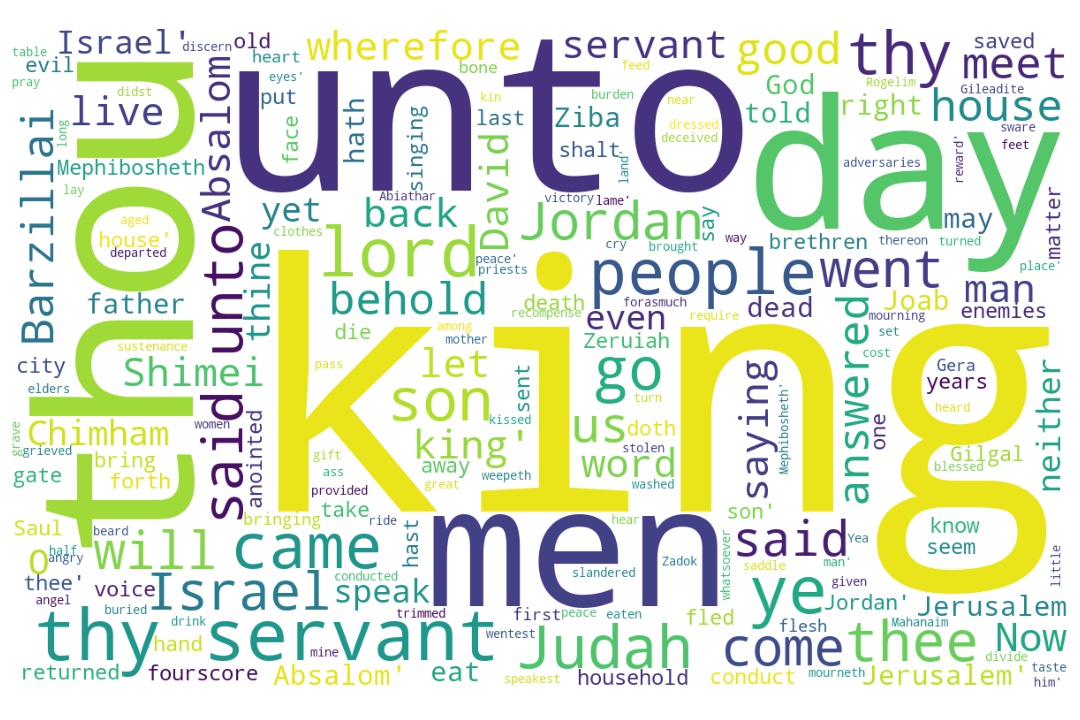 king
unto
day
thou
men
thy servant
said unto
lord
people
came
Israel
Judah
come
thee
ye
will
son
go
us
thy
meet
went
house
servant
good
wherefore
Israel'
live
Jordan
behold
back
Barzillai
Absalom
David
Shimei
Chimham
king'
word
let
answered
saying
said
Now
Jerusalem
Jerusalem'
man
neither
Mephibosheth
yet
thine
father
city
gate
bring
forth
Saul
O
thee'
voice
hand
returned
fourscore
Absalom'
eat
household
conduct
speak
hast
take
away
bringing
anointed
old
evil
heart
put
face
hath
singing
bone
last
Ziba
shalt
God
told
right
saved
may
matter
brethren
enemies
Joab
even
dead
death
die
Zeruiah
doth
sent
say
one
years
Gera
Gilgal
know
seem
son'
fled
flesh
first
Jordan'
table
pray
didst
discern
eyes'
long
lay
aged
house'
departed
clothes
sustenance
elders
grave
grieved
women
half
angry
beard
angel
buried
drink
mine
trimmed
wentest
speakest
conducted
ride
provided
ass
gift
great
pass
among
mother
kissed
weepeth
peace'
priests
Abiathar
kin
feed
burden
near
dressed
deceived
land'
victory
lame'
cry
brought
way
forasmuch
recompense
require
turn
stolen
washed
Mephibosheth'
hear
slandered
Zadok
whatsoever
saddle
Yea
man'
given
peace
eaten
Mahanaim
mourneth
divide
taste
him'
little
blessed
heard
cost
set
mourning
turned
thereon
place'
adversaries
reward'
feet
sware
Gileadite
Rogelim